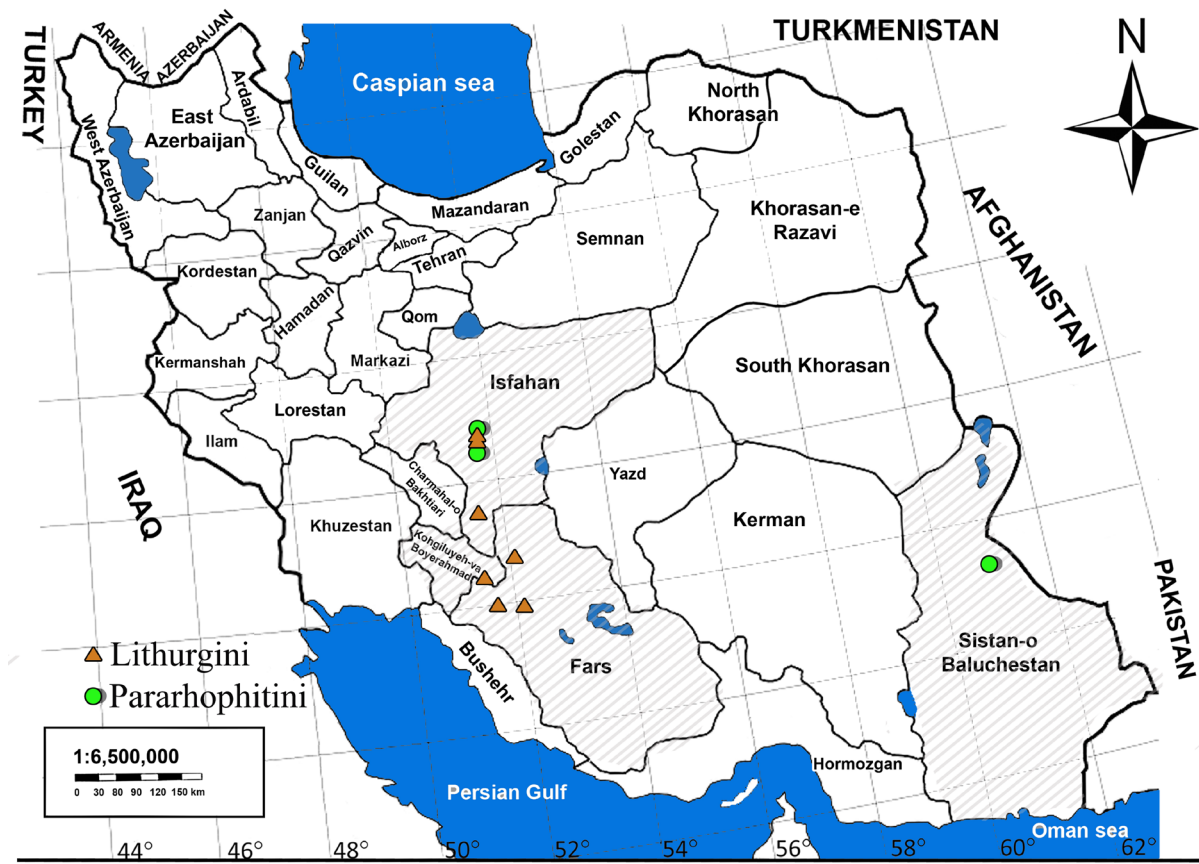 TURKEY
ARMENIA
AZERBAIJAN
TURKMENISTAN
N
Caspian sea
Ardabil
East
Azerbaijan
West Azerbaijan
Guilan
Golestan
North
Khorasan
Zanjan
Mazandaran
Khorasan-e
Razavi
AFGHANISTAN
Qazvin
Alborz
Tehran
Semnan
Kordestan
Hamadan
Qom
Kermanshah
Markazi
Isfahan
South Khorasan
Lorestan
Ilam
IRAQ
Charmahal-o
Bakhtiari
Yazd
Khuzestan
Kerman
Kohgiluyeh-va
Boyerahmad
PAKISTAN
Sistan-o
Baluchestan
Fars
Bushehr
Lithurgini
Pararhophitini
1:6,500,000
0 30 80 90 120 150 km
Persian Gulf
Hormozgan
Oman sea
44° 46° 48° 50° 52° 54° 56° 58° 60° 62°